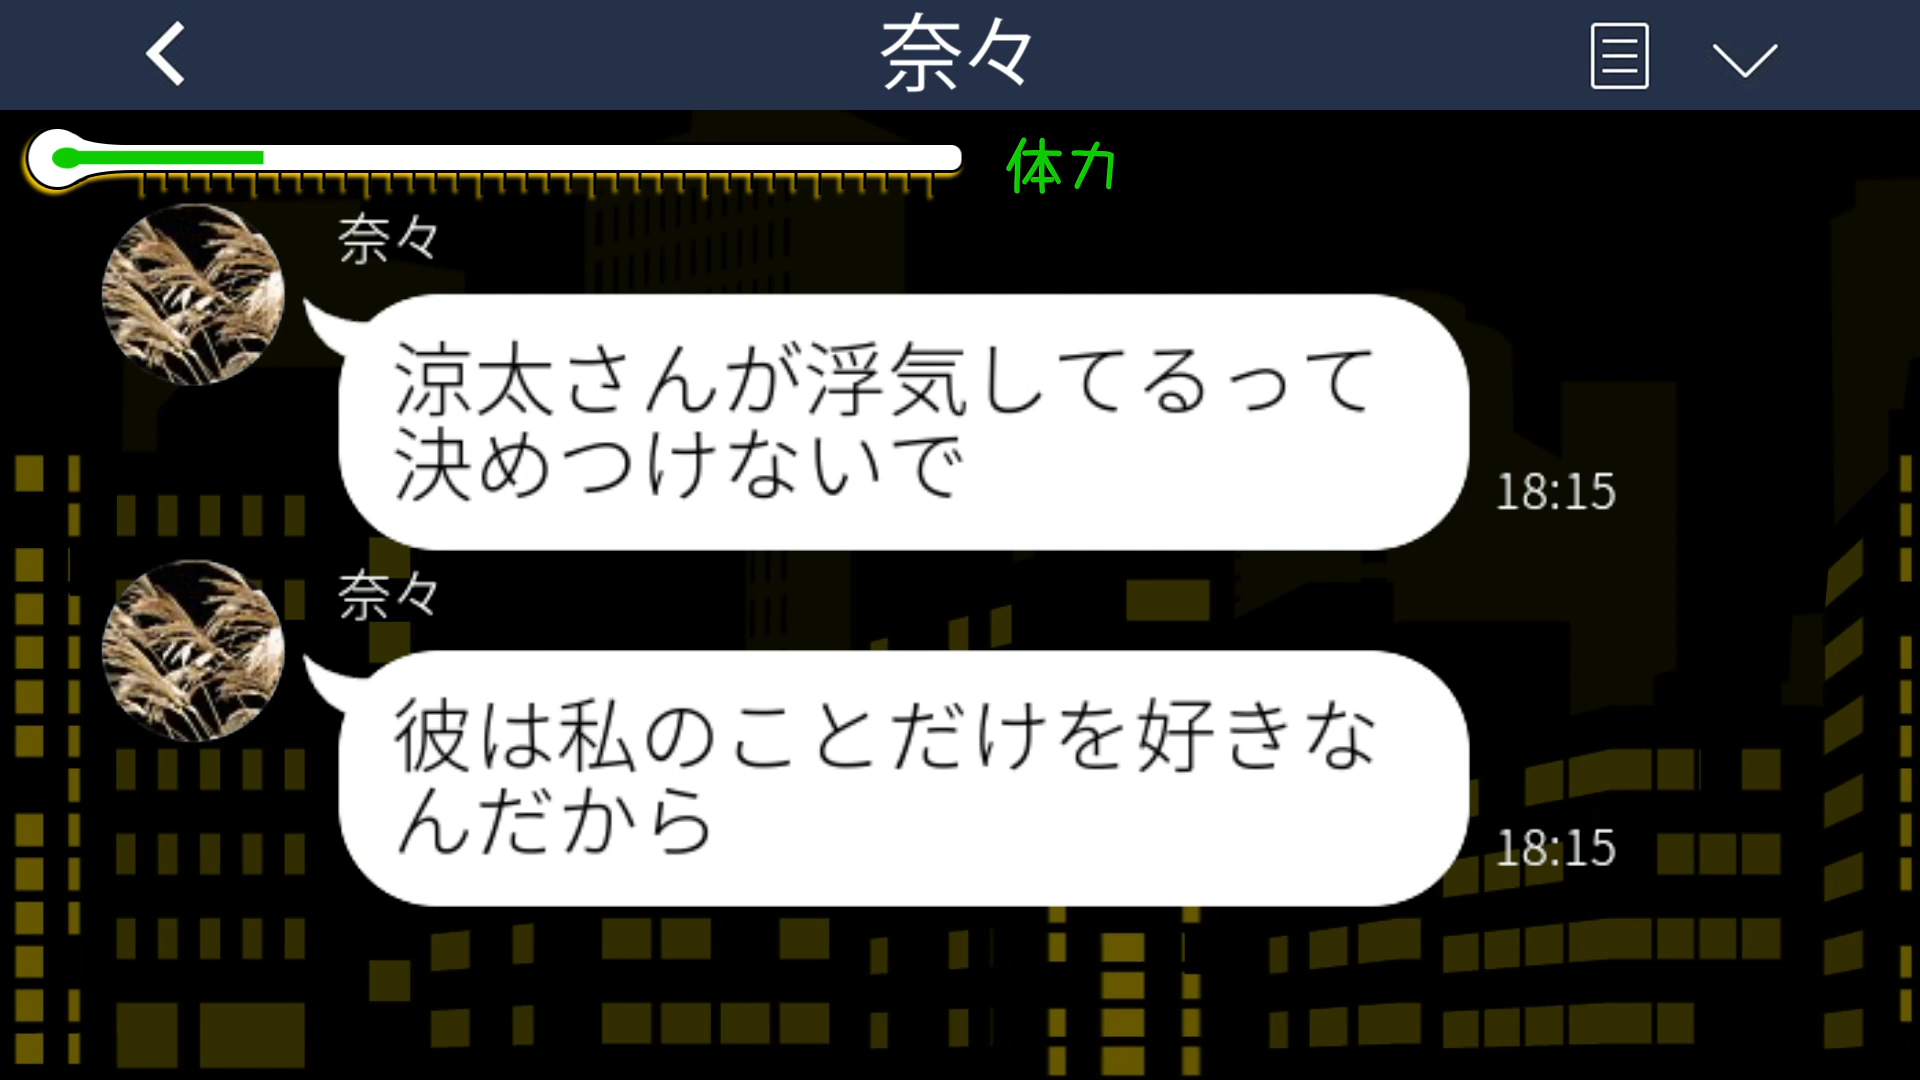 奈々
体力
奈々
涼太さんが浮気してるって
決めつけないで
18:15
奈々
彼は私のことだけを好きな
んだから
18:15